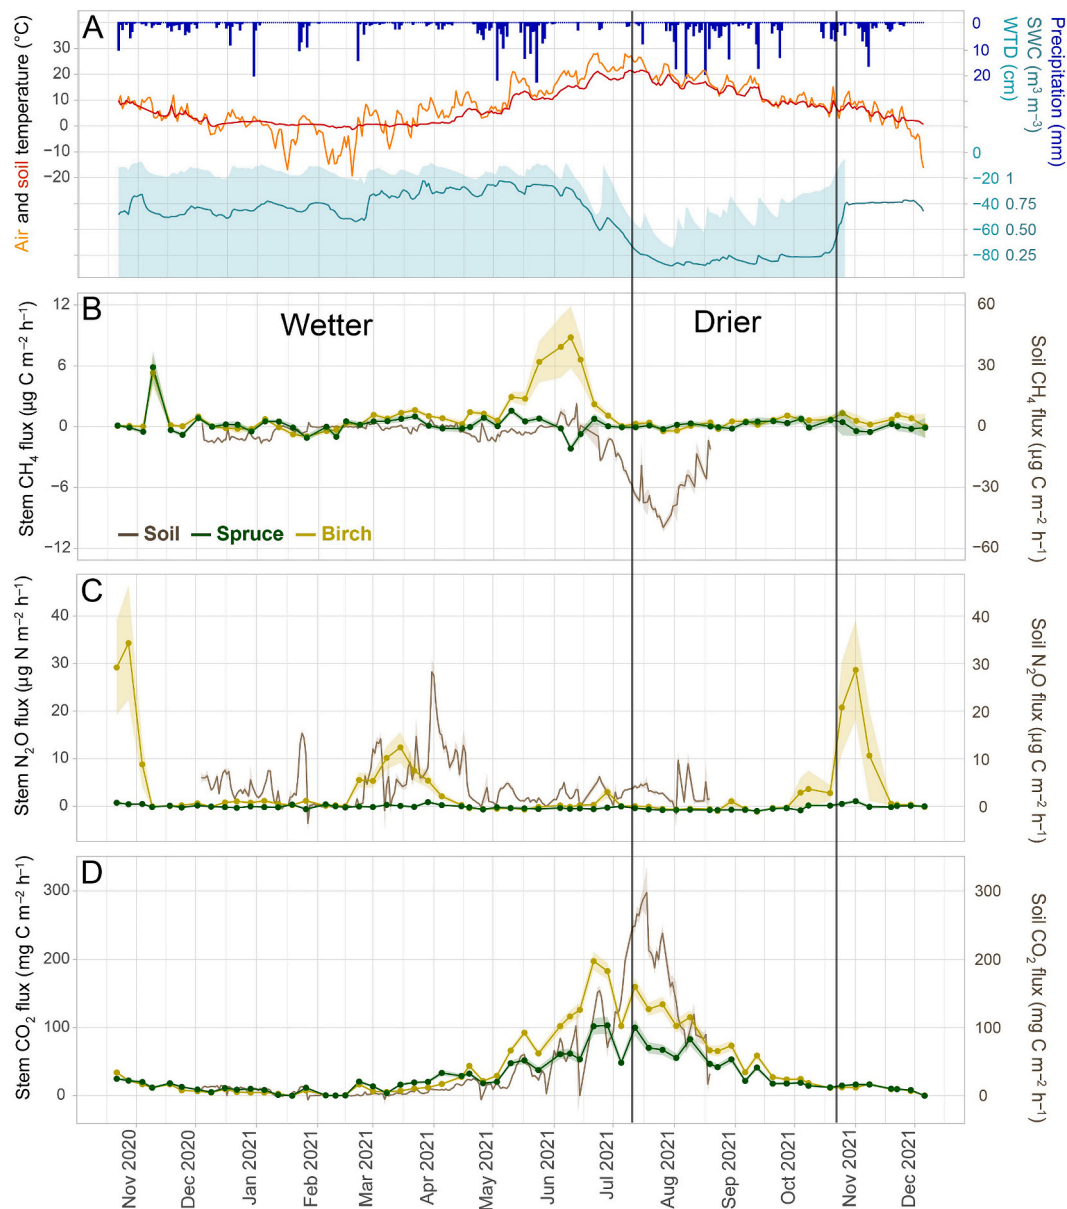 A
Air and soil temperature (°C)
30
20
10
0
−10
−20
0
10
20
0
−20
−40
−60
−80
1
0.75
0.50
0.25
WTD (cm)
SWC (m³ m⁻³)
Precipitation (mm)
B
Wetter
Drier
Stem CH₄ flux (µg C m⁻² h⁻¹)
12
6
0
−6
−12
60
30
0
−30
−60
Soil CH₄ flux (µg C m⁻² h⁻¹)
Soil
Spruce
Birch
C
Stem N₂O flux (µg N m⁻² h⁻¹)
40
30
20
10
0
40
30
20
10
0
Soil N₂O flux (µg C m⁻² h⁻¹)
D
Stem CO₂ flux (mg C m⁻² h⁻¹)
300
200
100
0
300
200
100
0
Soil CO₂ flux (mg C m⁻² h⁻¹)
Nov 2020
Dec 2020
Jan 2021
Feb 2021
Mar 2021
Apr 2021
May 2021
Jun 2021
Jul 2021
Aug 2021
Sep 2021
Oct 2021
Nov 2021
Dec 2021